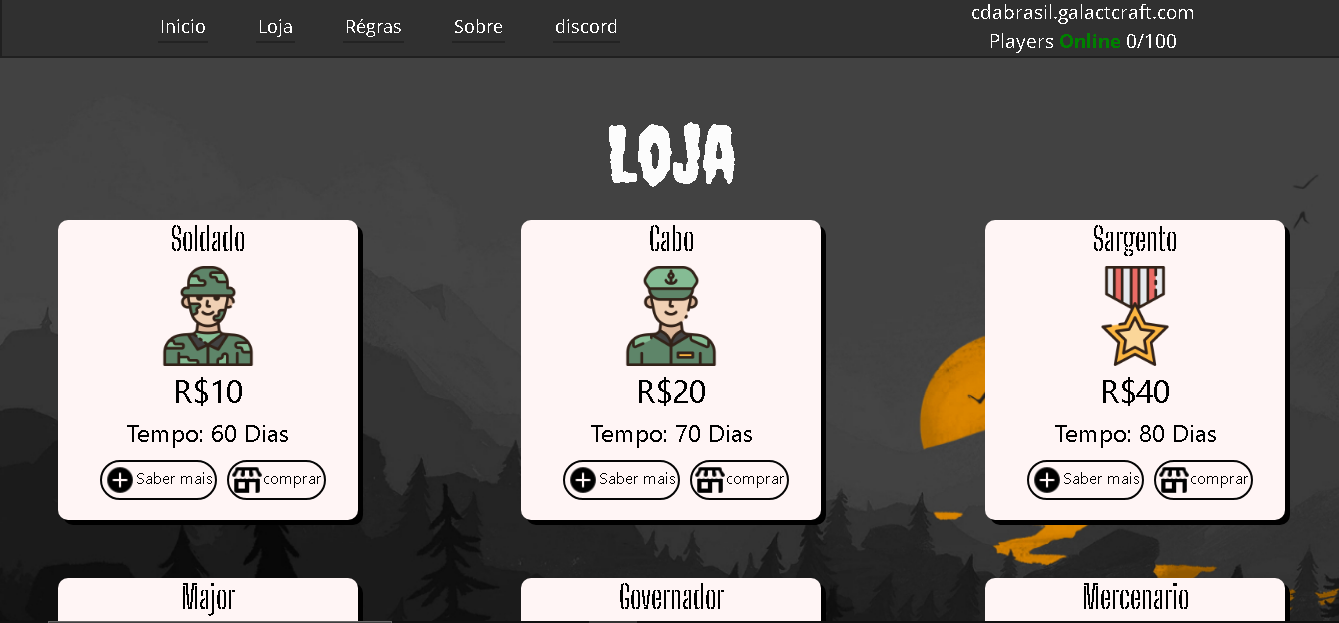 Inicio Loja Régras Sobre discord
cdabrasil.galactcraft.com
Players Online 0/100
LOJA
Soldado
R$10
Tempo: 60 Dias
Saber mais comprar
Cabo
R$20
Tempo: 70 Dias
Saber mais comprar
Sargento
R$40
Tempo: 80 Dias
Saber mais comprar
Major
Governador
Mercenario